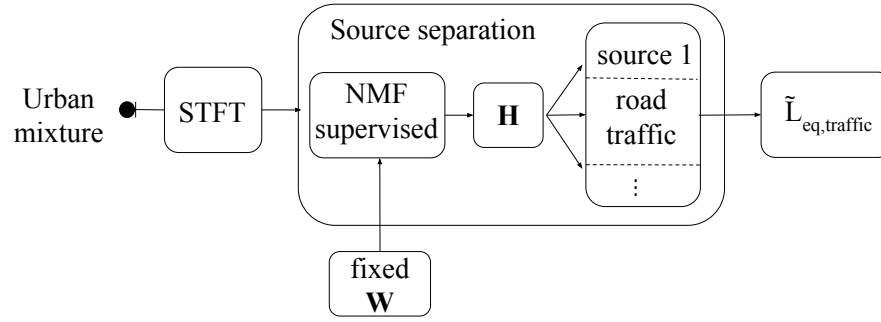 Source separation
Urban
mixture
STFT
NMF
supervised
H
source 1
road
traffic
⋮
L̃eq,traffic
fixed
W